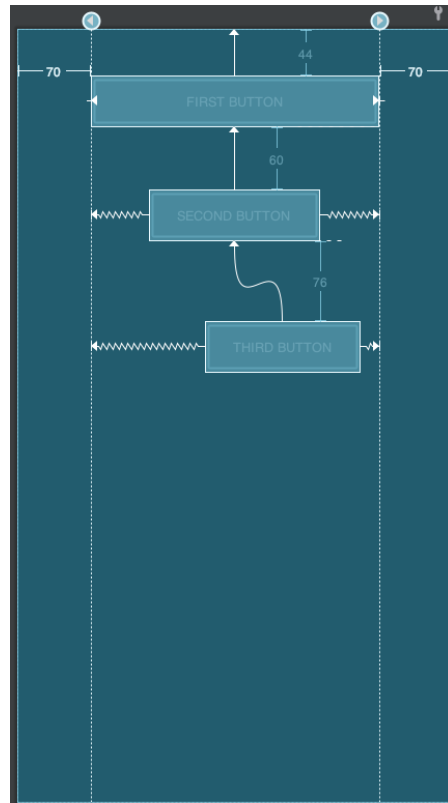 44
70 70
FIRST BUTTON
60
SECOND BUTTON
76
THIRD BUTTON